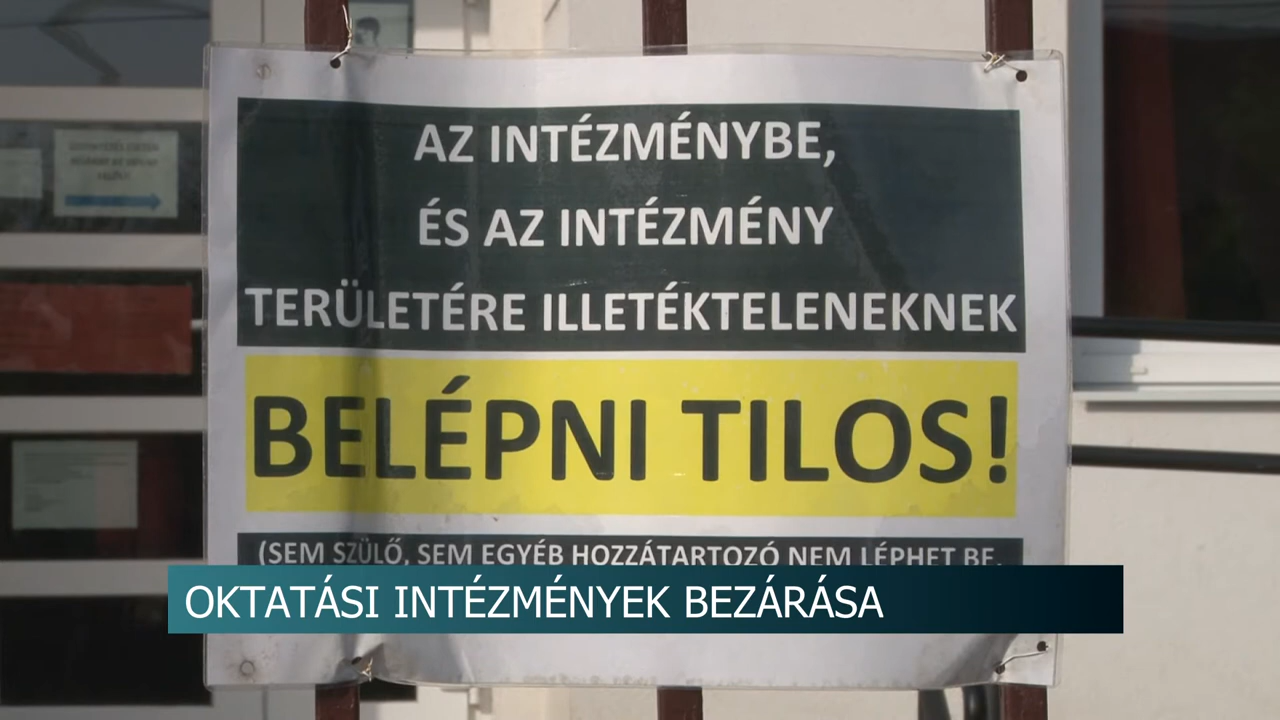 AZ INTÉZMÉNYBE,
ÉS AZ INTÉZMÉNY
TERÜLETÉRE ILLETÉKTELENEKNEK
BELÉPNI TILOS!
(SEM SZÜLŐ, SEM EGYÉB HOZZÁTARTOZÓ NEM LÉPHET BE,
OKTATÁSI INTÉZMÉNYEK BEZÁRÁSA